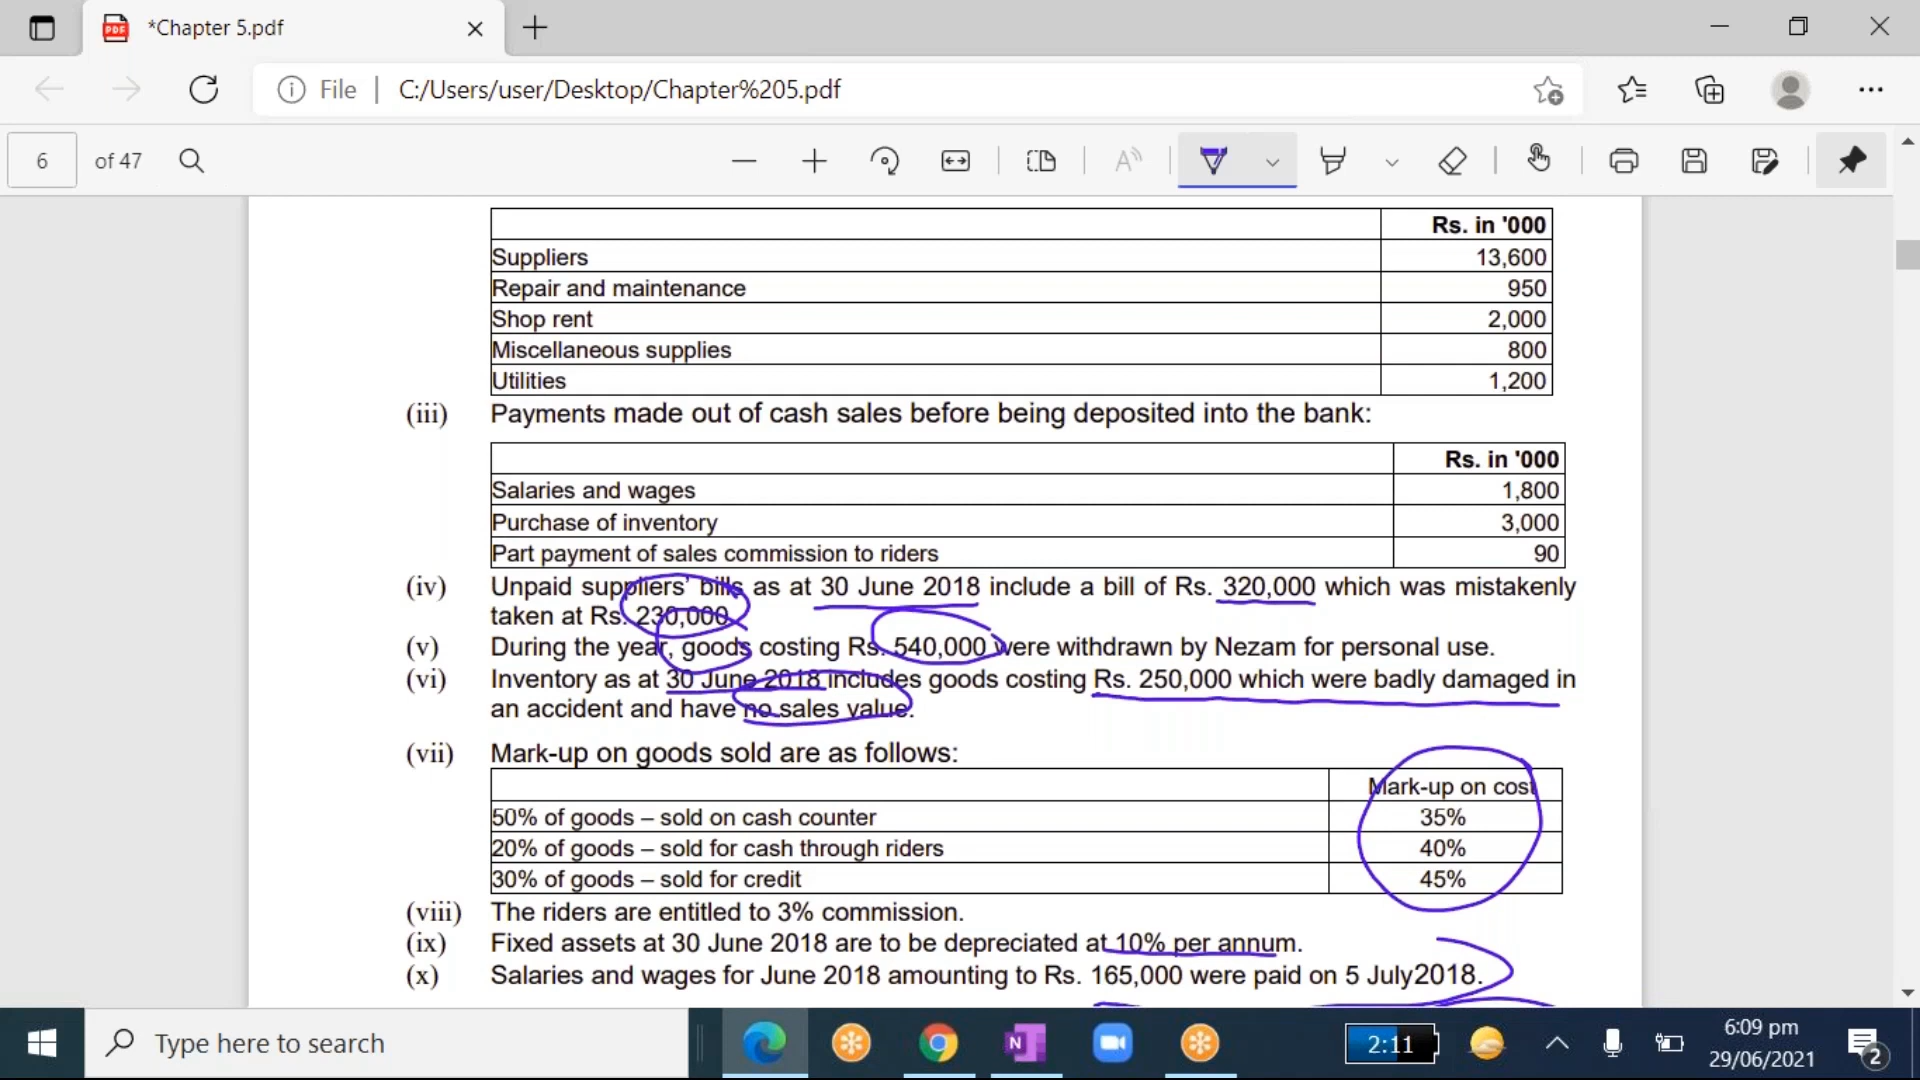 *Chapter 5.pdf
File
C:/Users/user/Desktop/Chapter%205.pdf
6 of 47
Rs. in '000
Suppliers 13,600
Repair and maintenance 950
Shop rent 2,000
Miscellaneous supplies 800
Utilities 1,200
(iii) Payments made out of cash sales before being deposited into the bank:
Rs. in '000
Salaries and wages 1,800
Purchase of inventory 3,000
Part payment of sales commission to riders 90
(iv) Unpaid suppliers' bills as at 30 June 2018 include a bill of Rs. 320,000 which was mistakenly
taken at Rs. 230,000.
(v) During the year, goods costing Rs. 540,000 were withdrawn by Nezam for personal use.
(vi) Inventory as at 30 June 2018 includes goods costing Rs. 250,000 which were badly damaged in
an accident and have no sales value.
(vii) Mark-up on goods sold are as follows:
Mark-up on cost
50% of goods – sold on cash counter 35%
20% of goods – sold for cash through riders 40%
30% of goods – sold for credit 45%
(viii) The riders are entitled to 3% commission.
(ix) Fixed assets at 30 June 2018 are to be depreciated at 10% per annum.
(x) Salaries and wages for June 2018 amounting to Rs. 165,000 were paid on 5 July2018.
Type here to search
2:11
6:09 pm
29/06/2021
2